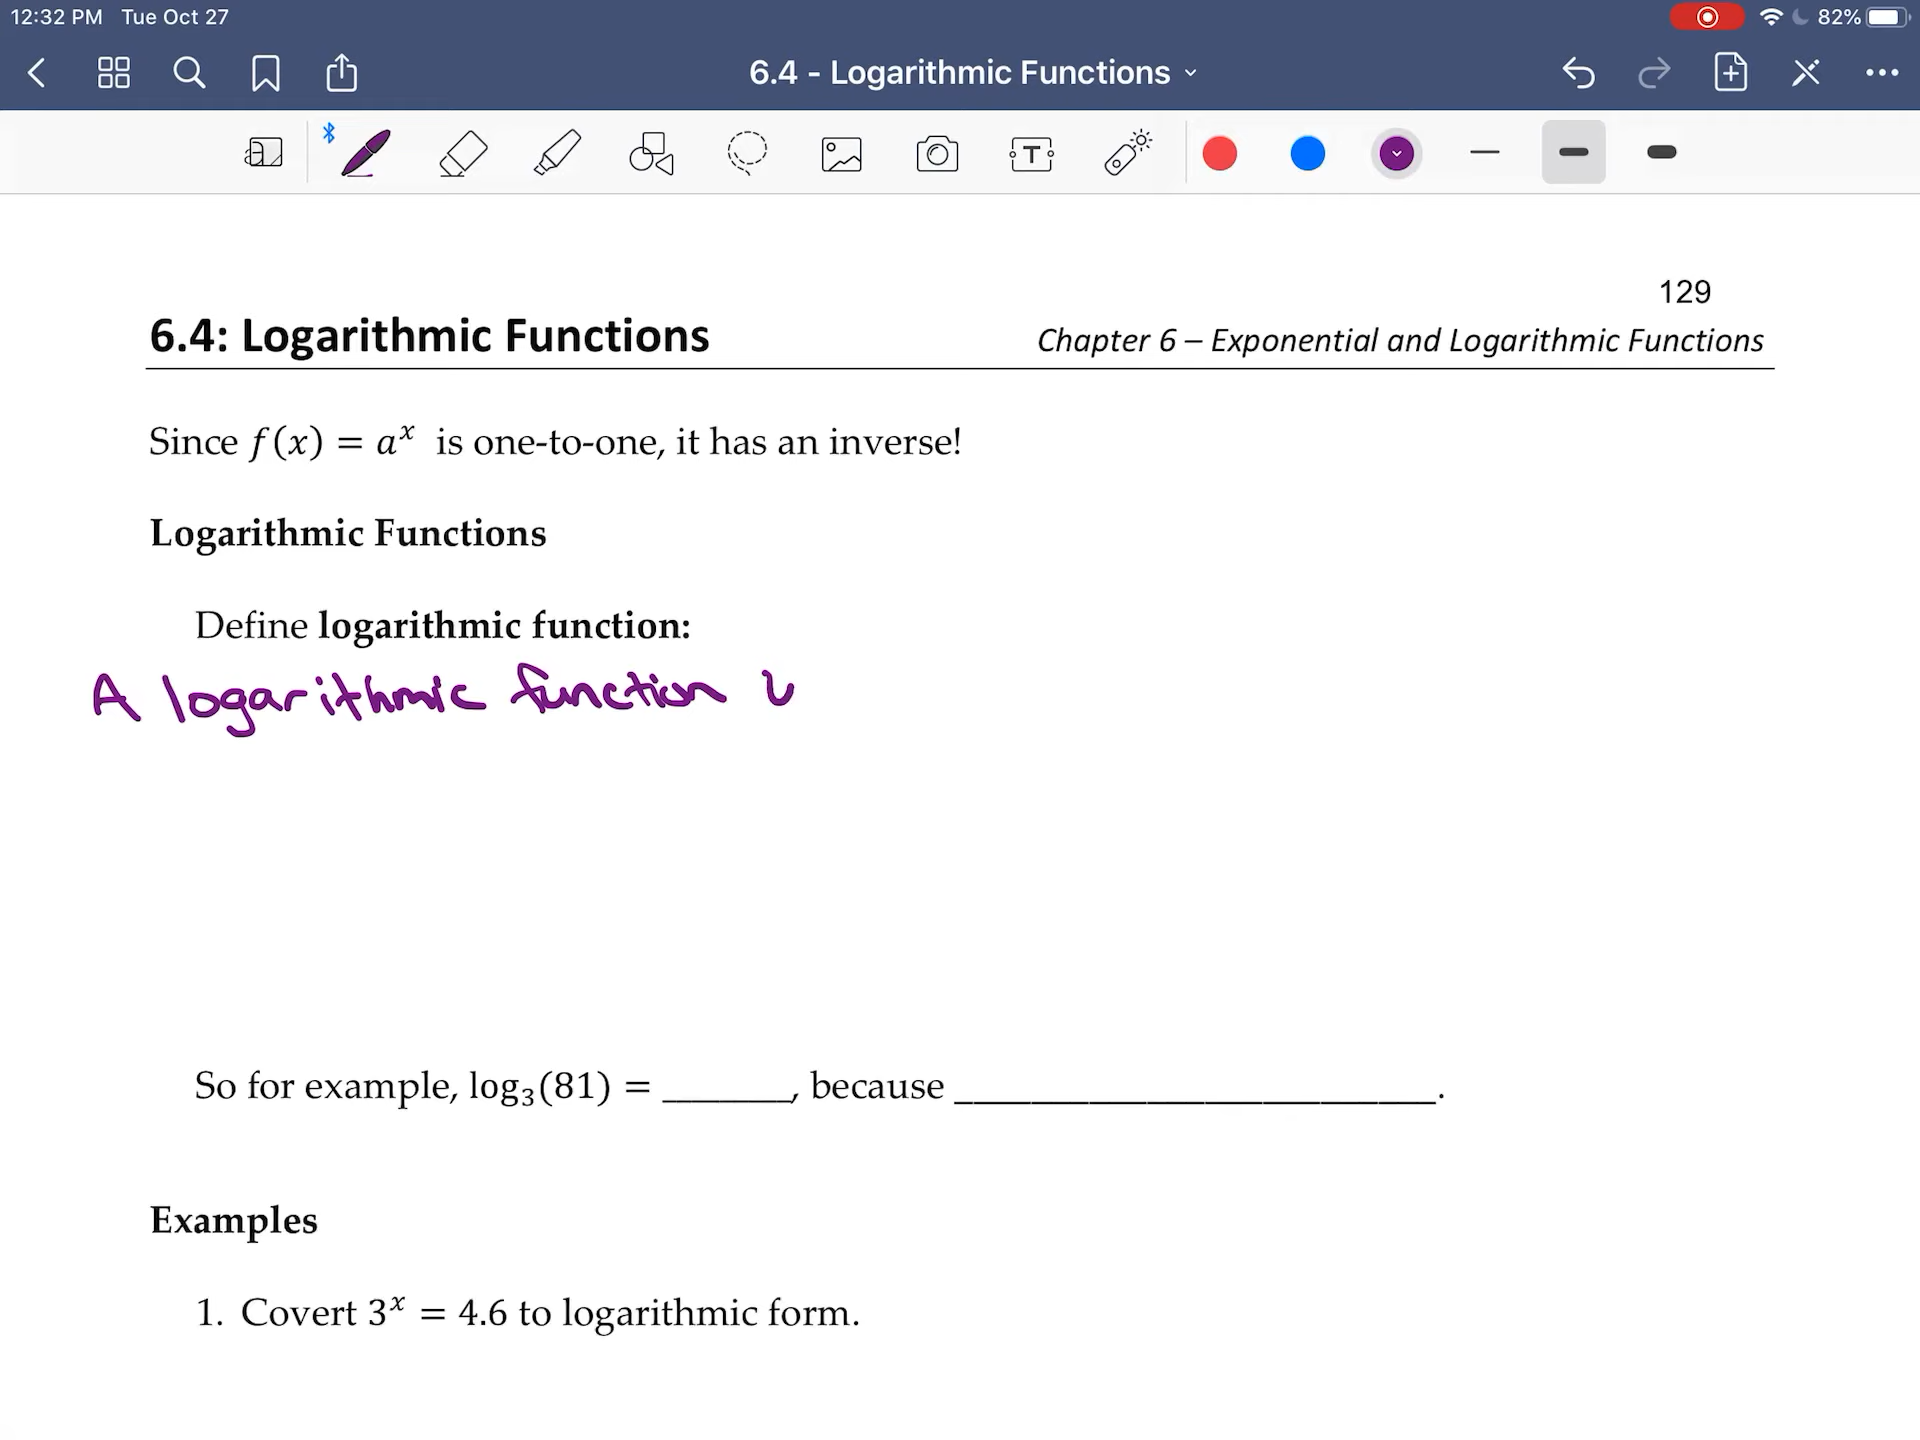 12:32 PM Tue Oct 27 82%
6.4 - Logarithmic Functions
129
6.4: Logarithmic Functions Chapter 6 – Exponential and Logarithmic Functions
Since f(x) = aˣ is one-to-one, it has an inverse!
Logarithmic Functions
Define logarithmic function:
A logarithmic function
So for example, log₃(81) = _______, because _________________________.
Examples
1. Covert 3ˣ = 4.6 to logarithmic form.